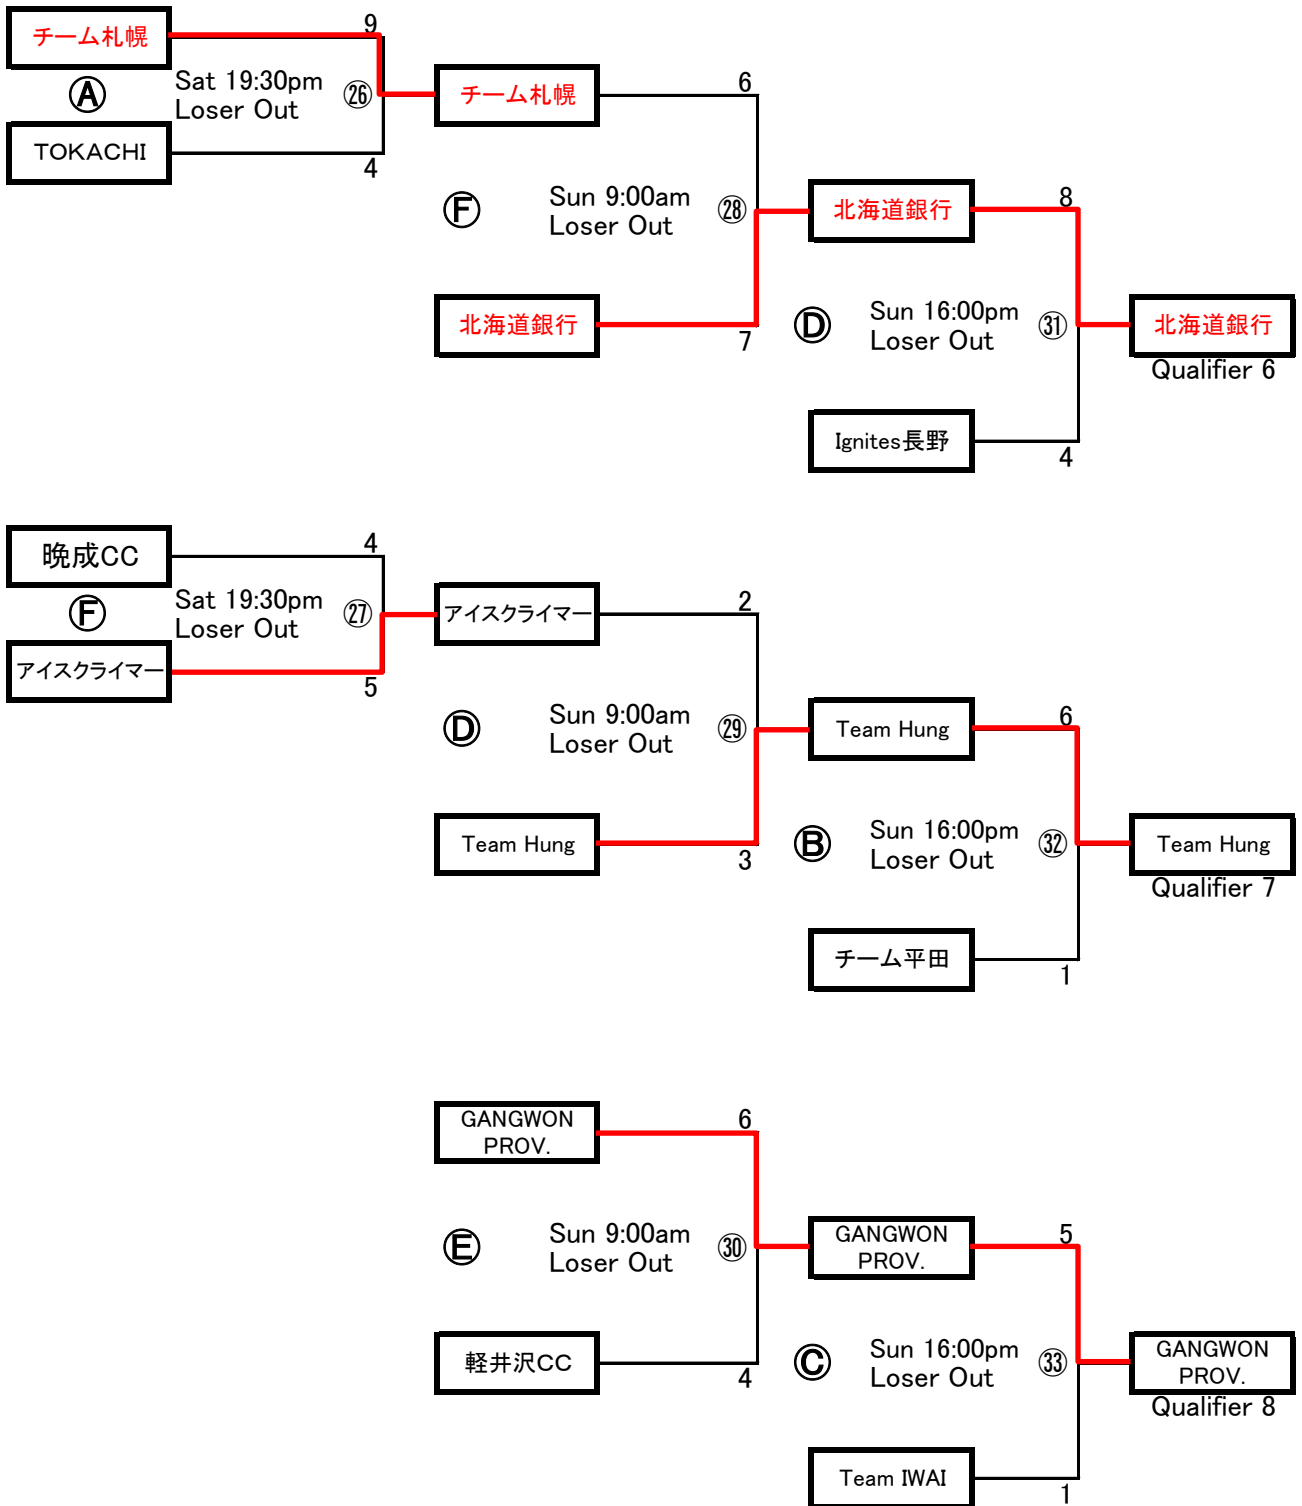 チーム札幌
9
Ⓐ
Sat 19:30pm
Loser Out
㉖
TOKACHI
4
チーム札幌
6
Ⓕ
Sun 9:00am
Loser Out
㉘
北海道銀行
7
北海道銀行
8
Ⓓ
Sun 16:00pm
Loser Out
㉛
Ignites長野
4
北海道銀行
Qualifier 6
晩成CC
4
Ⓕ
Sat 19:30pm
Loser Out
㉗
アイスクライマー
5
アイスクライマー
2
Ⓓ
Sun 9:00am
Loser Out
㉙
Team Hung
3
Team Hung
6
Ⓑ
Sun 16:00pm
Loser Out
㉜
チーム平田
1
Team Hung
Qualifier 7
GANGWON
PROV.
6
Ⓔ
Sun 9:00am
Loser Out
㉚
軽井沢CC
4
GANGWON
PROV.
5
Ⓒ
Sun 16:00pm
Loser Out
㉝
Team IWAI
1
GANGWON
PROV.
Qualifier 8